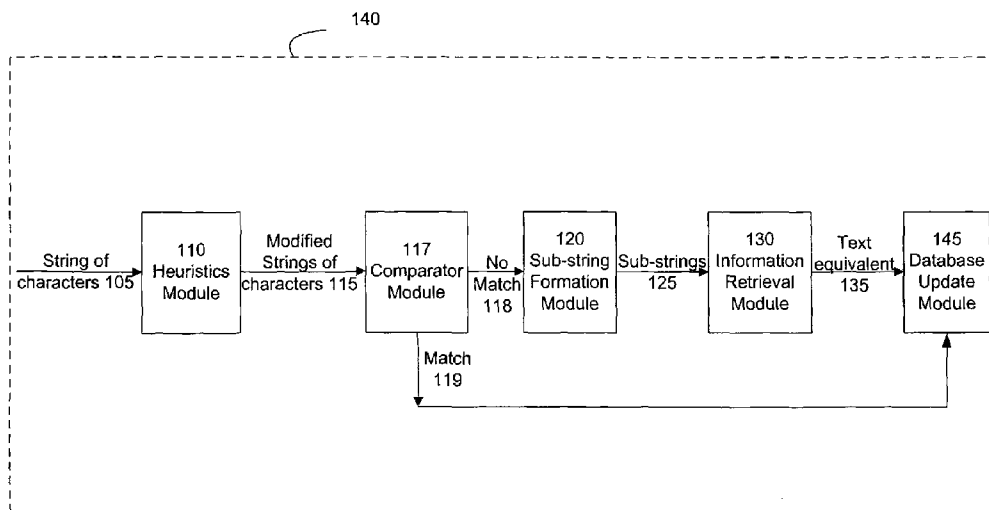 140
String of
characters 105
110
Heuristics
Module
Modified
Strings of
characters 115
117
Comparator
Module
No
Match
118
Match
119
120
Sub-string
Formation
Module
Sub-strings
125
130
Information
Retrieval
Module
Text
equivalent
135
145
Database
Update
Module